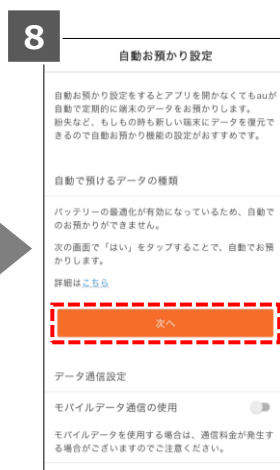 8
自動お預かり設定
自動お預かり設定をするとアプリを開かなくてもauが
自動で定期的に端末のデータをお預かりします。
紛失など、もしもの時も新しい端末にデータを復元で
きるので自動お預かり機能の設定がおすすめです。
自動で預けるデータの種類
バッテリーの最適化が有効になっているため、自動で
のお預かりができません。
次の画面で「はい」をタップすることで、自動でお預
かりします。
詳細はこちら
次へ
データ通信設定
モバイルデータ通信の使用
モバイルデータを使用する場合は、通信料金が発生す
る場合がございますのでご注意ください。